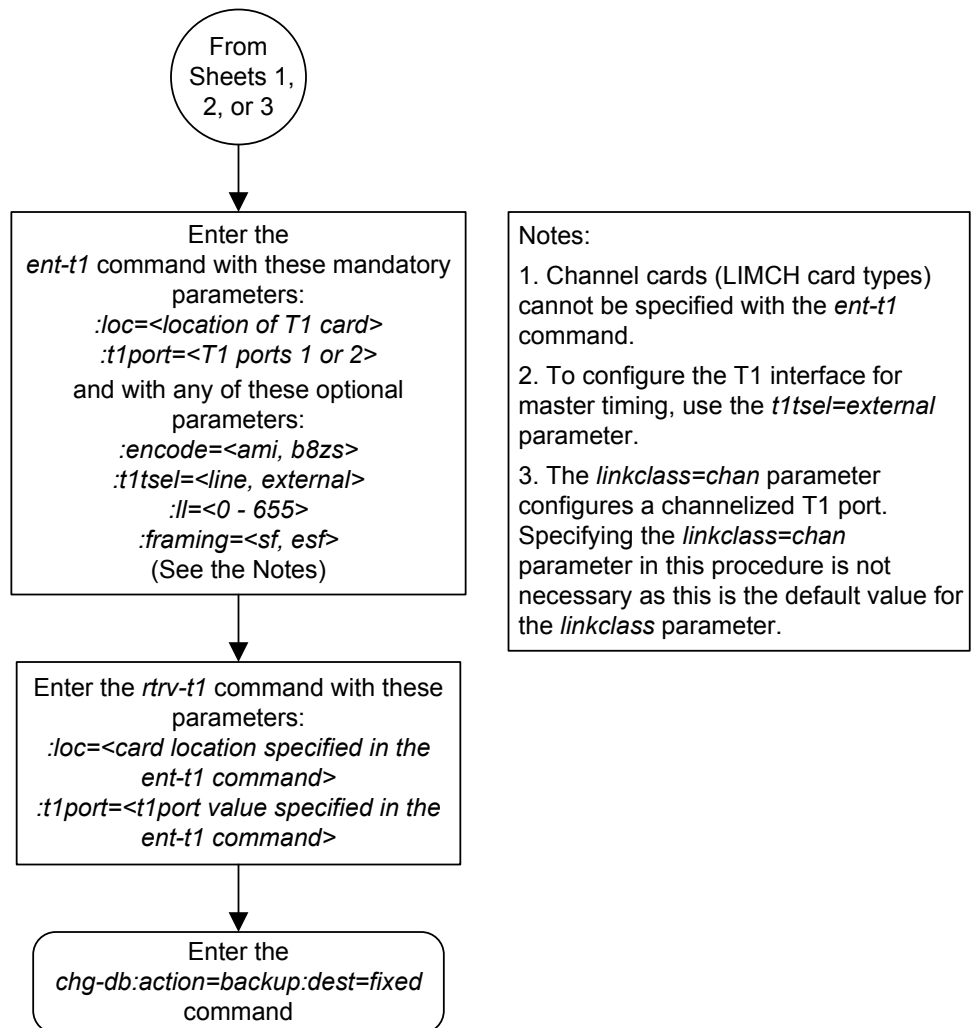 From
Sheets 1,
2, or 3
Enter the
ent-t1 command with these mandatory
parameters:
:loc=<location of T1 card>
:t1port=<T1 ports 1 or 2>
and with any of these optional
parameters:
:encode=<ami, b8zs>
:t1tsel=<line, external>
:ll=<0 - 655>
:framing=<sf, esf>
(See the Notes)
Notes:
1. Channel cards (LIMCH card types)
cannot be specified with the ent-t1
command.
2. To configure the T1 interface for
master timing, use the t1tsel=external
parameter.
3. The linkclass=chan parameter
configures a channelized T1 port.
Specifying the linkclass=chan
parameter in this procedure is not
necessary as this is the default value for
the linkclass parameter.
Enter the rtrv-t1 command with these
parameters:
:loc=<card location specified in the
ent-t1 command>
:t1port=<t1port value specified in the
ent-t1 command>
Enter the
chg-db:action=backup:dest=fixed
command